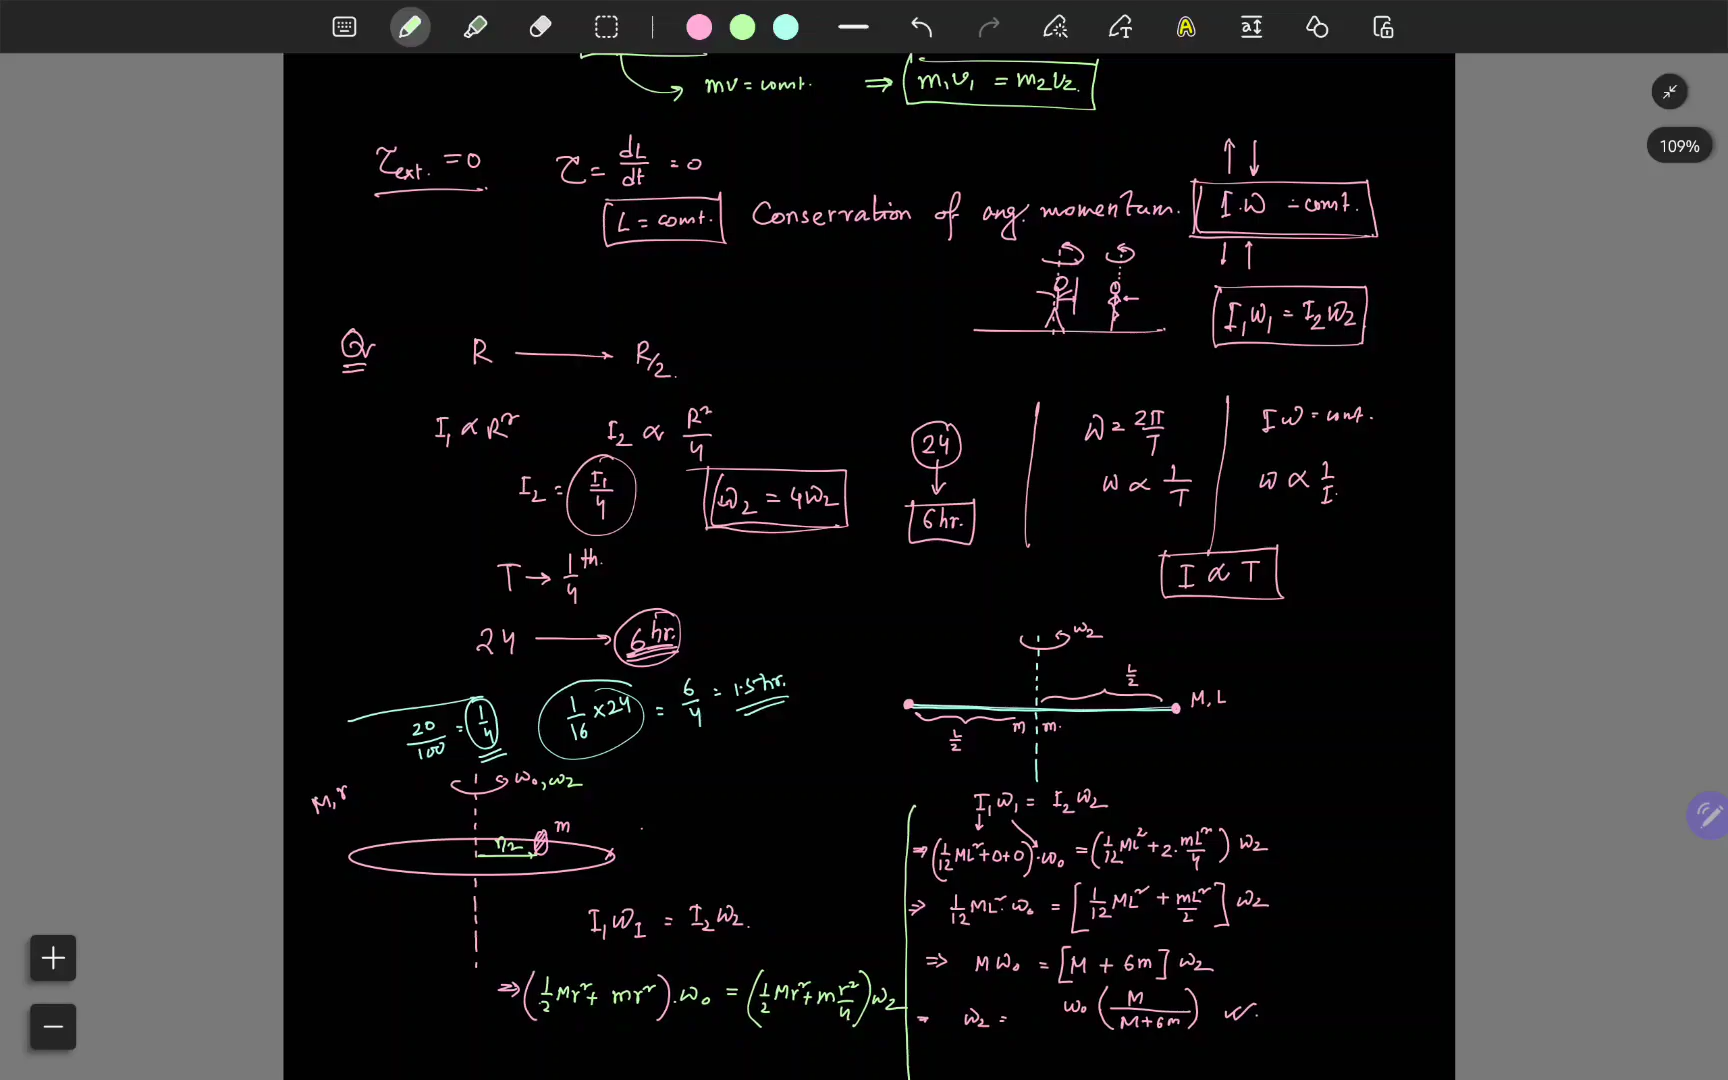 109%
mv = const. ⇒ m₁v₁ = m₂v₂
τext. = 0 τ = dL/dt = 0
L = const. Conservation of ang. momentum. I.ω = const.
I₁ω₁ = I₂ω₂
Qr R → R/2.
I₁ ∝ R² I₂ ∝ R²/4
I₂ = I₁/4 ω₂ = 4ω₂
T → 1/4 th.
24 → 6 hr.
24
6 hr.
ω = 2π/T
ω ∝ 1/T
Iω = const.
ω ∝ 1/I.
I ∝ T
20/100 = 1/4 1/16 × 24 = 6/4 = 1.5 hr.
M, r ω₀, ω₂
r/2 m
I₁ω₁ = I₂ω₂.
⇒ (1/2 Mr² + mr²).ω₀ = (1/2 Mr² + m r²/4) ω₂
ω₂
L/2
M, L
L/2 m m.
I₁ω₁ = I₂ω₂
⇒ (1/12 ML² + 0 + 0).ω₀ = (1/12 ML² + 2. mL²/4) ω₂
⇒ 1/12 ML². ω₀ = [1/12 ML² + mL²/2] ω₂
⇒ Mω₀ = [M + 6m] ω₂
= ω₂ = ω₀ (M/(M+6m))